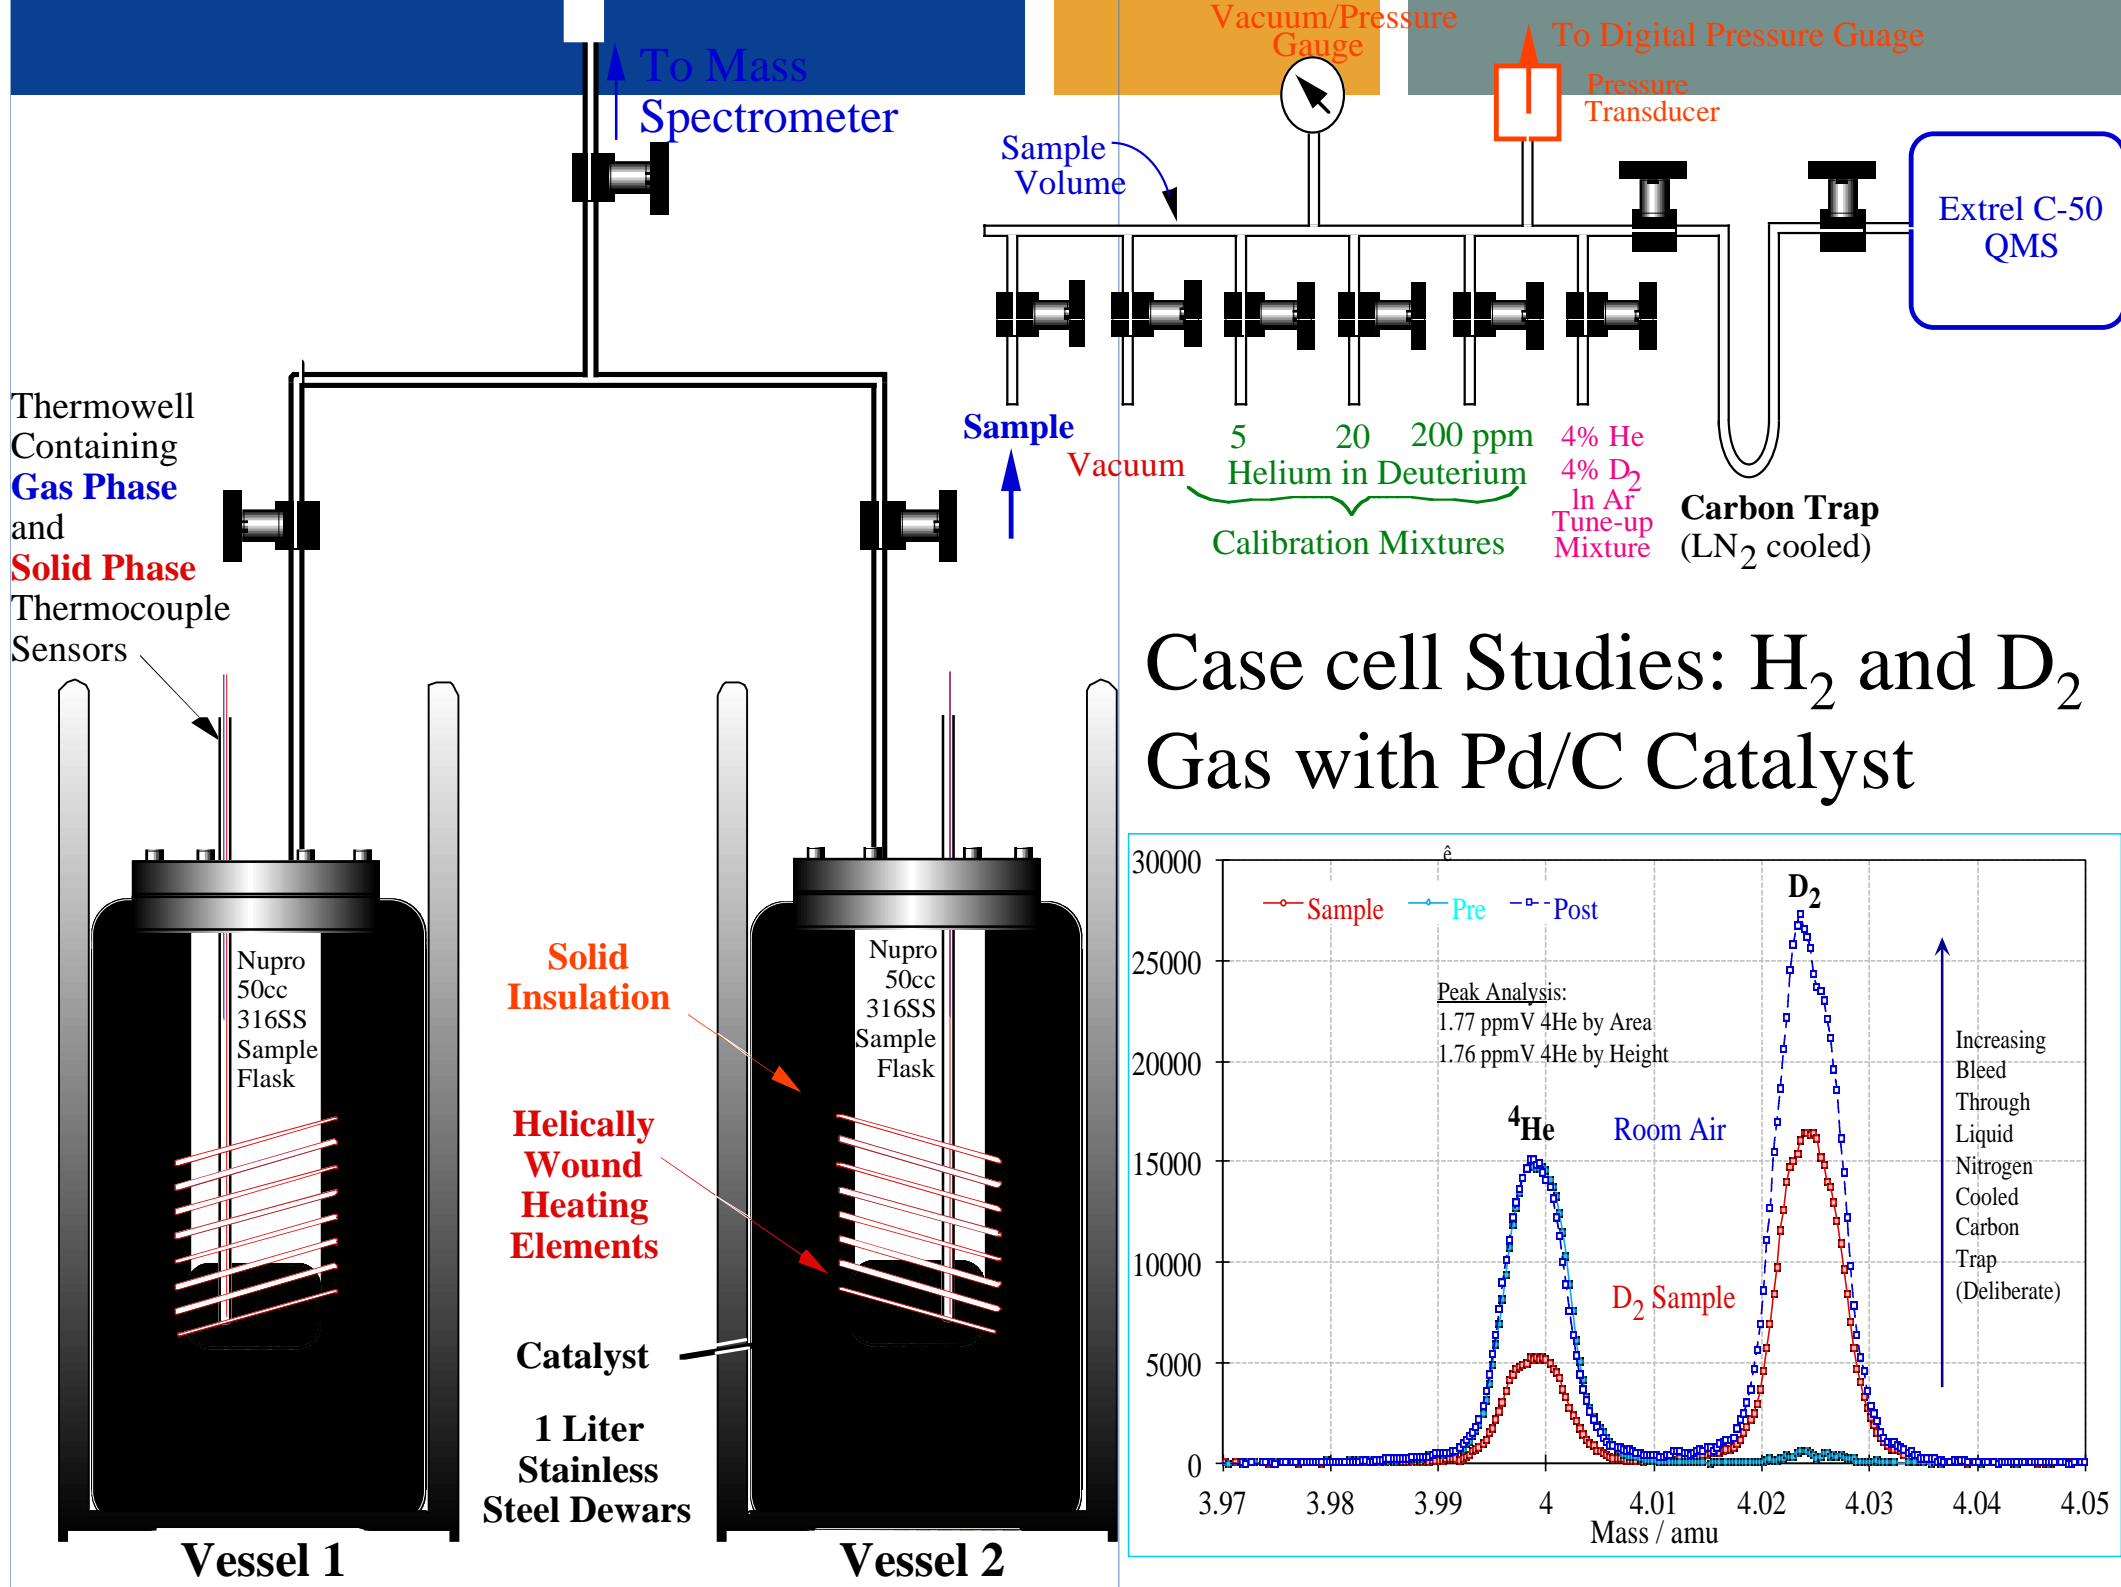 To Mass
Spectrometer
Vacuum/Pressure
Gauge
To Digital Pressure Guage
Pressure
Transducer
Sample
Volume
Extrel C-50
QMS
Sample
Vacuum
5 20 200 ppm
Helium in Deuterium
Calibration Mixtures
4% He
4% D2
ln Ar
Tune-up
Mixture
Carbon Trap
(LN2 cooled)
Thermowell
Containing
Gas Phase
and
Solid Phase
Thermocouple
Sensors
Nupro
50cc
316SS
Sample
Flask
Solid
Insulation
Helically
Wound
Heating
Elements
Catalyst
1 Liter
Stainless
Steel Dewars
Nupro
50cc
316SS
Sample
Flask
Vessel 1
Vessel 2
Case cell Studies: H2 and D2
Gas with Pd/C Catalyst
ê
Sample Pre Post
D2
Peak Analysis:
1.77 ppmV 4He by Area
1.76 ppmV 4He by Height
4He
Room Air
D2 Sample
Increasing
Bleed
Through
Liquid
Nitrogen
Cooled
Carbon
Trap
(Deliberate)
30000
25000
20000
15000
10000
5000
0
3.97 3.98 3.99 4 4.01 4.02 4.03 4.04 4.05
Mass / amu